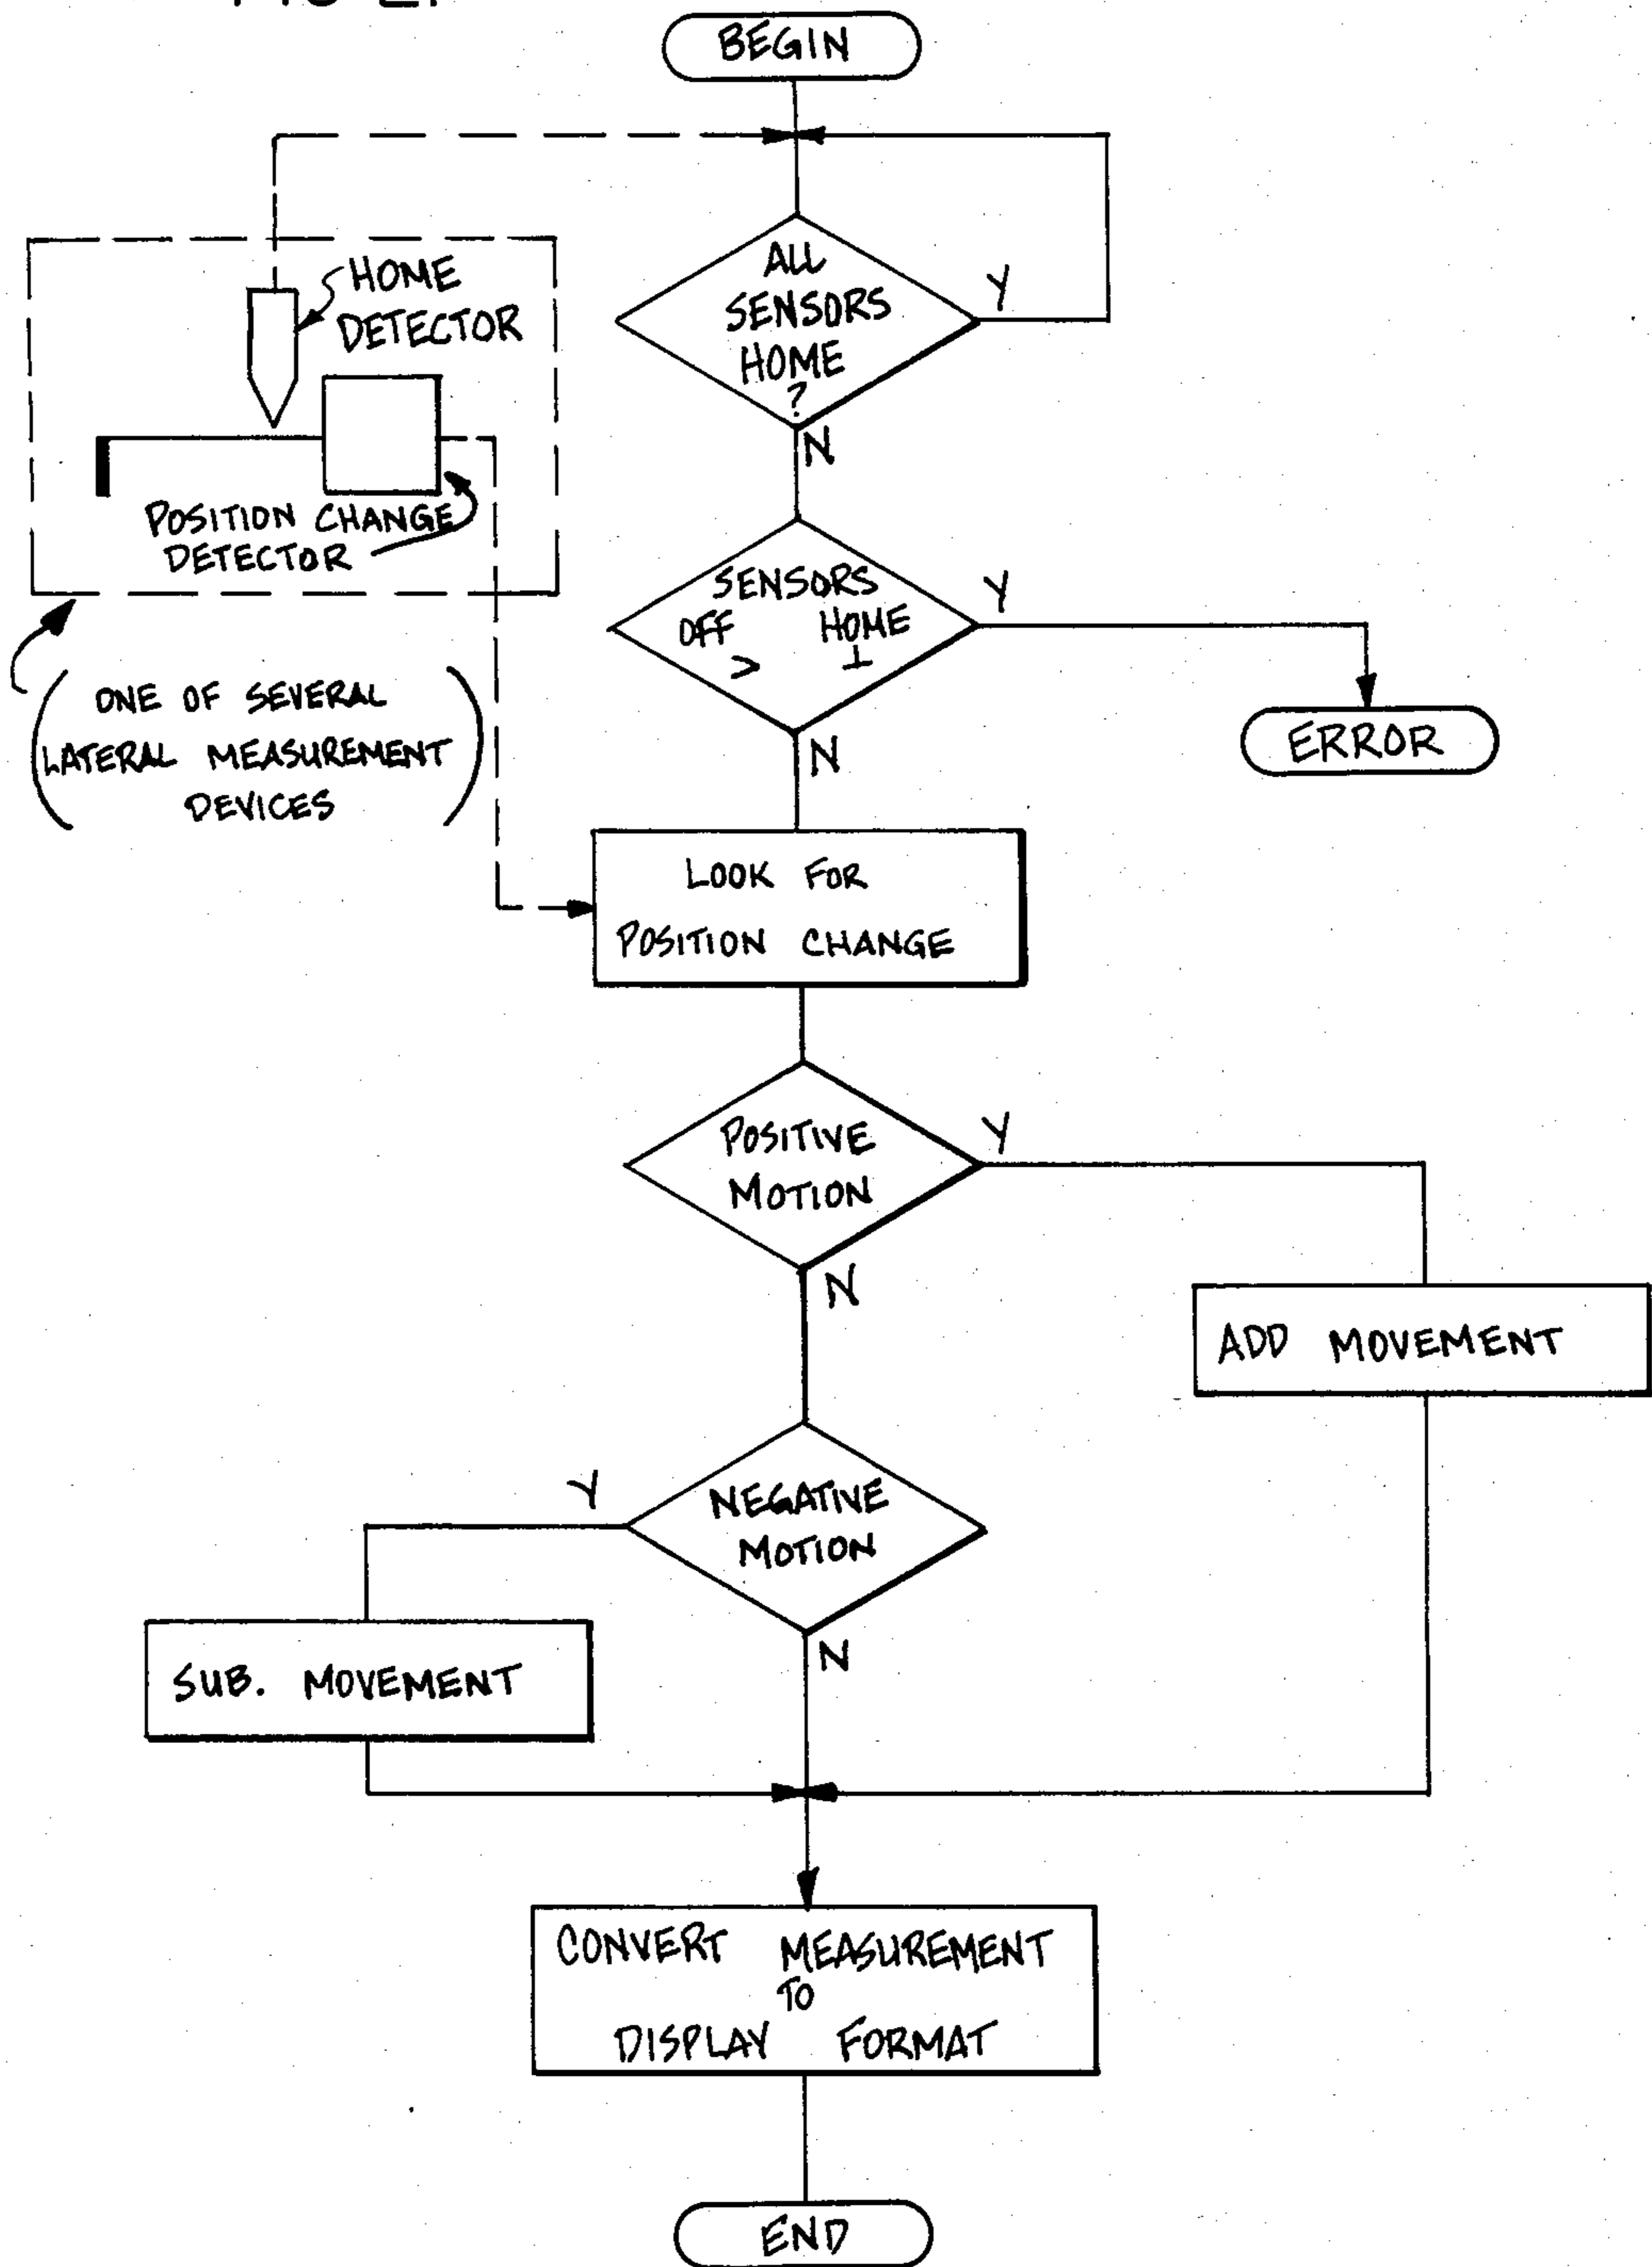 BEGIN
HOME
DETECTOR
POSITION CHANGE
DETECTOR
ONE OF SEVERAL
LATERAL MEASUREMENT
DEVICES
ALL
SENSORS
HOME
?
Y
N
SENSORS
OFF HOME
> 1
Y
N
ERROR
LOOK FOR
POSITION CHANGE
POSITIVE
MOTION
Y
N
ADD MOVEMENT
NEGATIVE
MOTION
Y
N
SUB. MOVEMENT
CONVERT MEASUREMENT
TO
DISPLAY FORMAT
END